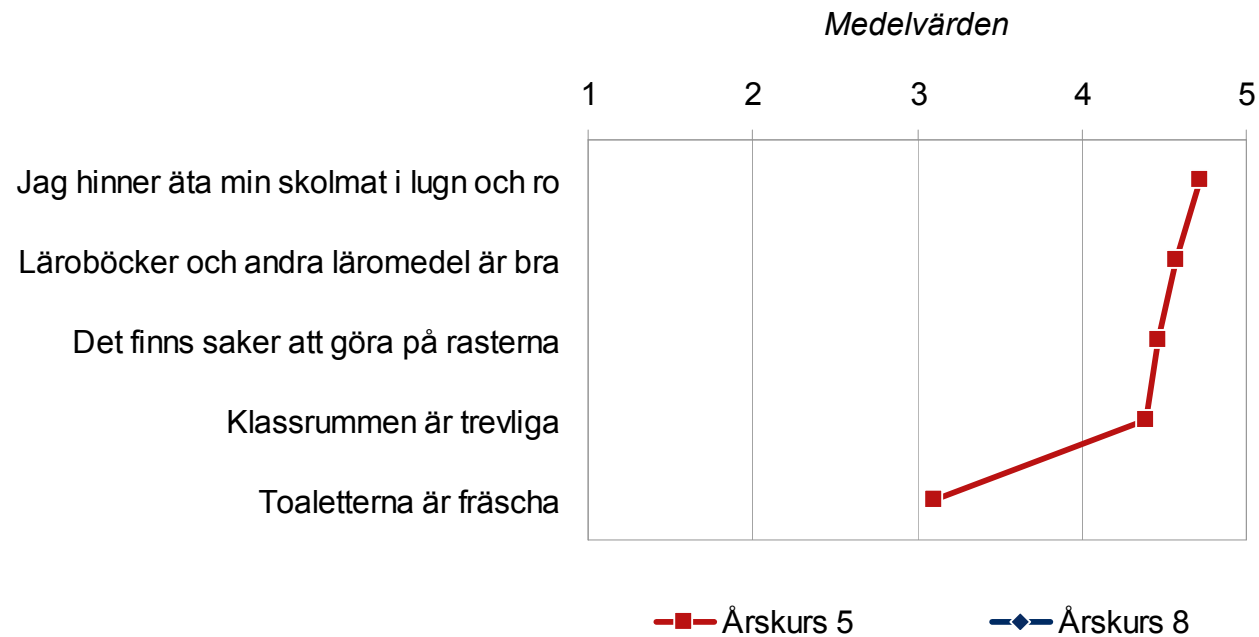 Medelvärden
1 2 3 4 5
Jag hinner äta min skolmat i lugn och ro
Läroböcker och andra läromedel är bra
Det finns saker att göra på rasterna
Klassrummen är trevliga
Toaletterna är fräscha
Årskurs 5 Årskurs 8